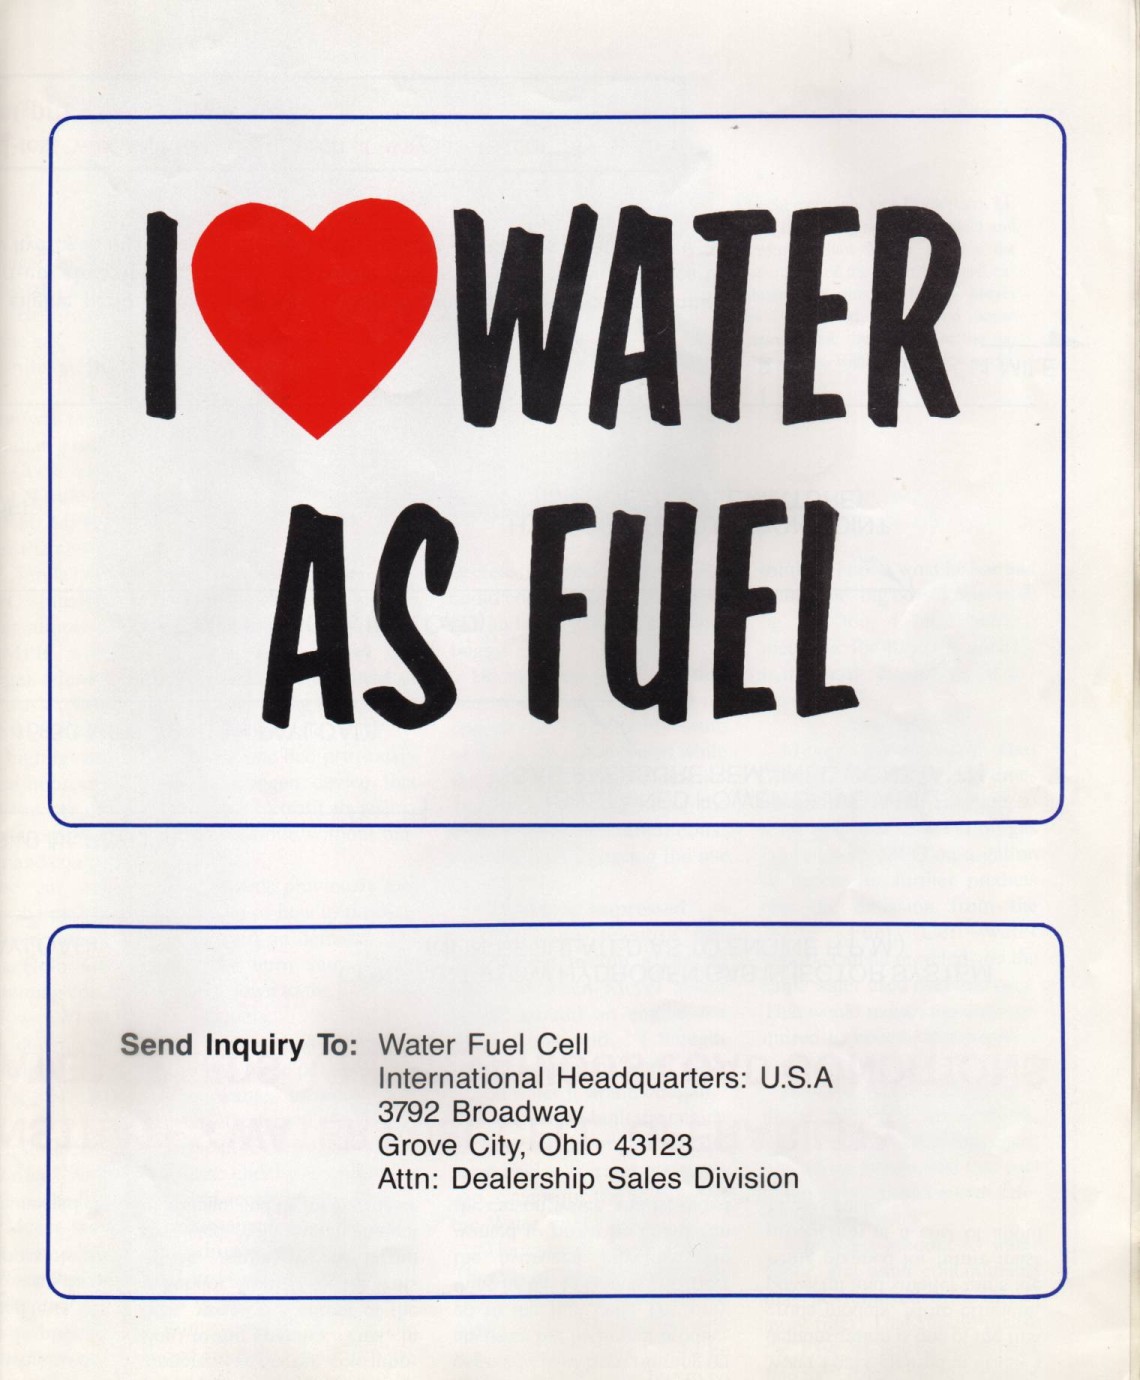 I ❤ WATER
AS FUEL
Send Inquiry To: Water Fuel Cell
International Headquarters: U.S.A
3792 Broadway
Grove City, Ohio 43123
Attn: Dealership Sales Division